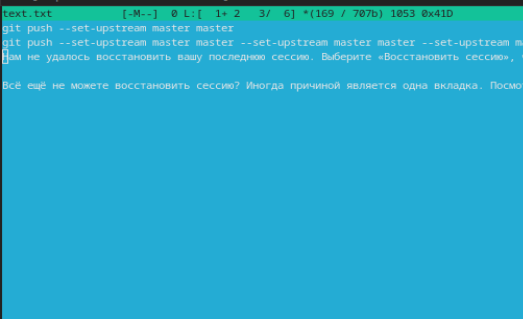 text.txt [-M--] 0 L:[ 1+ 2 3/ 6] *(169 / 707b) 1053 0x41D
git push --set-upstream master master
git push --set-upstream master master --set-upstream master master --set-upstream
Нам не удалось восстановить вашу последнюю сессию. Выберите «Восстановить сессию»,
Всё ещё не можете восстановить сессию? Иногда причиной является одна вкладка.